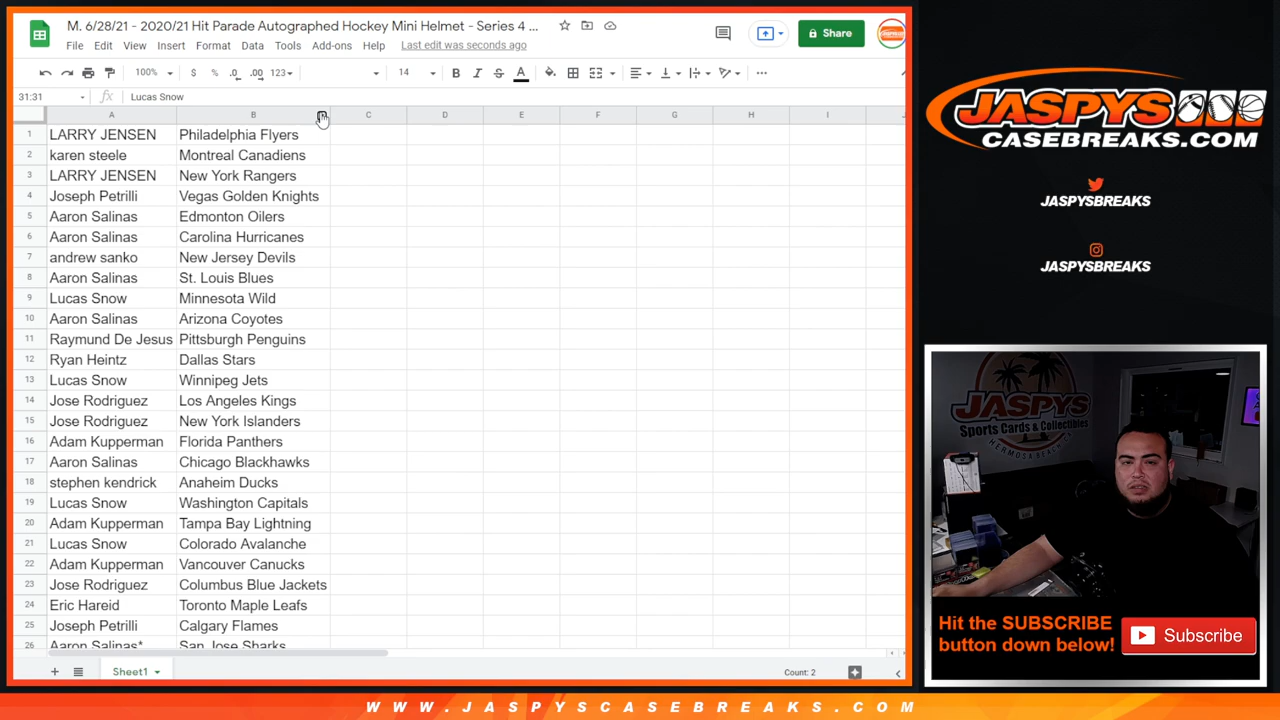 M. 6/28/21 - 2020/21 Hit Parade Autographed Hockey Mini Helmet - Series 4 ...
File Edit View Insert Format Data Tools Add-ons Help Last edit was seconds ago
Share
100% $ % .0 .00 123 14 B I S A
31:31 fx Lucas Snow
A B C D E F G H I
1 LARRY JENSEN Philadelphia Flyers
2 karen steele Montreal Canadiens
3 LARRY JENSEN New York Rangers
4 Joseph Petrilli Vegas Golden Knights
5 Aaron Salinas Edmonton Oilers
6 Aaron Salinas Carolina Hurricanes
7 andrew sanko New Jersey Devils
8 Aaron Salinas St. Louis Blues
9 Lucas Snow Minnesota Wild
10 Aaron Salinas Arizona Coyotes
11 Raymund De Jesus Pittsburgh Penguins
12 Ryan Heintz Dallas Stars
13 Lucas Snow Winnipeg Jets
14 Jose Rodriguez Los Angeles Kings
15 Jose Rodriguez New York Islanders
16 Adam Kupperman Florida Panthers
17 Aaron Salinas Chicago Blackhawks
18 stephen kendrick Anaheim Ducks
19 Lucas Snow Washington Capitals
20 Adam Kupperman Tampa Bay Lightning
21 Lucas Snow Colorado Avalanche
22 Adam Kupperman Vancouver Canucks
23 Jose Rodriguez Columbus Blue Jackets
24 Eric Hareid Toronto Maple Leafs
25 Joseph Petrilli Calgary Flames
26 Aaron Salinas* San Jose Sharks
Sheet1
Count: 2
JASPYS
CASEBREAKS.COM
JASPYSBREAKS
JASPYSBREAKS
JASPYS
Sports Cards & Collectibles
HERMOSA BEACH, CA
Hit the SUBSCRIBE
button down below!
Subscribe
WWW.JASPYSCASEBREAKS.COM